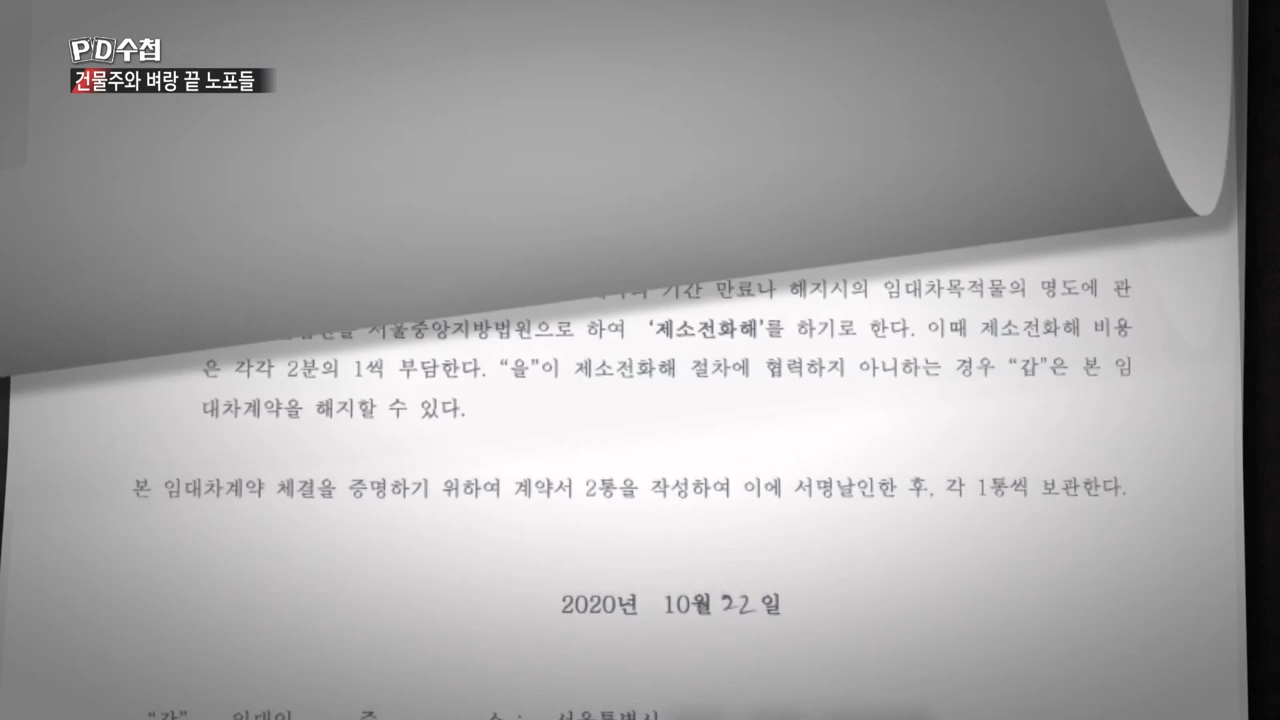 PD수첩
건물주와 벼랑 끝 노포들
기간 만료나 해지시의 임대차목적물의 명도에 관
서울중앙지방법원으로 하여 ‘제소전화해’를 하기로 한다. 이때 제소전화해 비용
은 각각 2분의 1씩 부담한다. “을”이 제소전화해 절차에 협력하지 아니하는 경우 “갑”은 본 임
대차계약을 해지할 수 있다.
본 임대차계약 체결을 증명하기 위하여 계약서 2통을 작성하여 이에 서명날인한 후, 각 1통씩 보관한다.
2020년 10월 22일